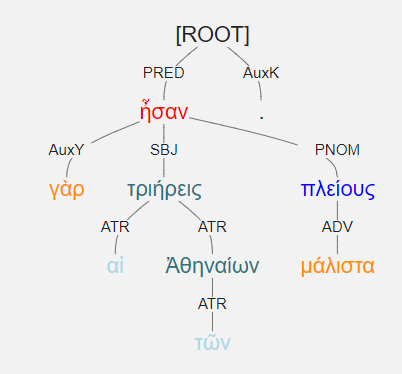 [ROOT]
PRED AuxK
ἦσαν .
AuxY SBJ PNOM
γὰρ τριήρεις πλείους
ATR ATR ADV
αἱ Ἀθηναίων μάλιστα
ATR
τῶν